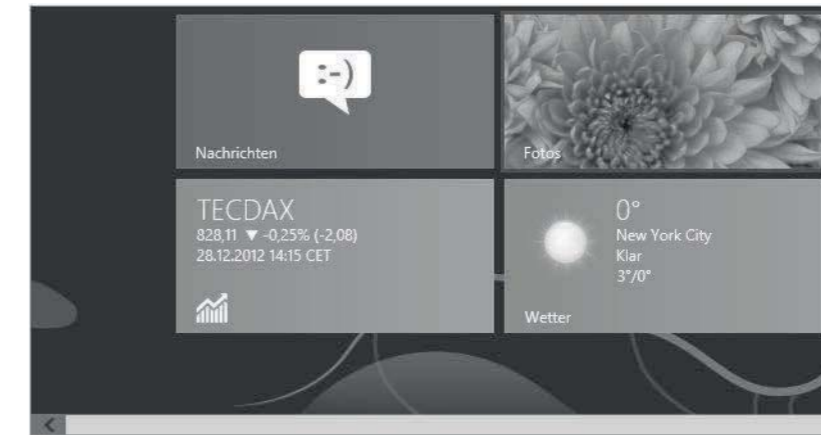 :-)
Nachrichten
Fotos
TECDAX
828,11 ▼ -0,25% (-2,08)
28.12.2012 14:15 CET
0°
New York City
Klar
3°/0°
Wetter